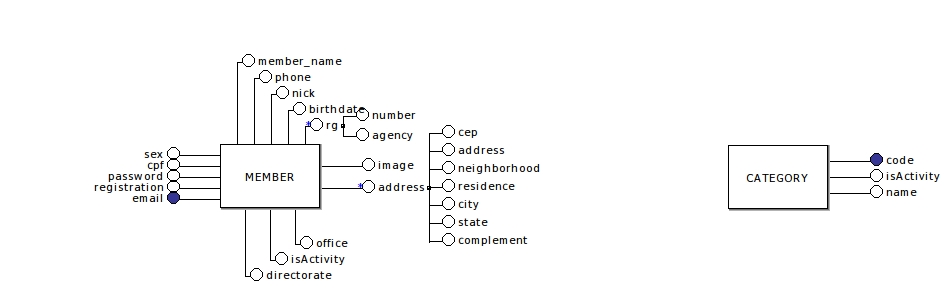 member_name
phone
nick
birthdate
* rg
number
agency
sex
cpf
password
registration
email
MEMBER
image
* address
cep
address
neighborhood
residence
city
state
complement
office
isActivity
directorate
CATEGORY
code
isActivity
name